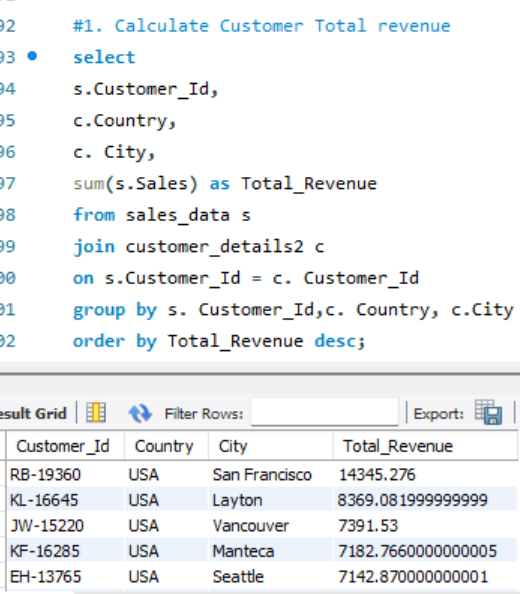 92 #1. Calculate Customer Total revenue
93 select
94 s.Customer_Id,
95 c.Country,
96 c. City,
97 sum(s.Sales) as Total_Revenue
98 from sales_data s
99 join customer_details2 c
00 on s.Customer_Id = c. Customer_Id
01 group by s. Customer_Id,c. Country, c.City
02 order by Total_Revenue desc;
esult Grid Filter Rows: Export:
Customer_Id Country City Total_Revenue
RB-19360 USA San Francisco 14345.276
KL-16645 USA Layton 8369.081999999999
JW-15220 USA Vancouver 7391.53
KF-16285 USA Manteca 7182.7660000000005
EH-13765 USA Seattle 7142.870000000001